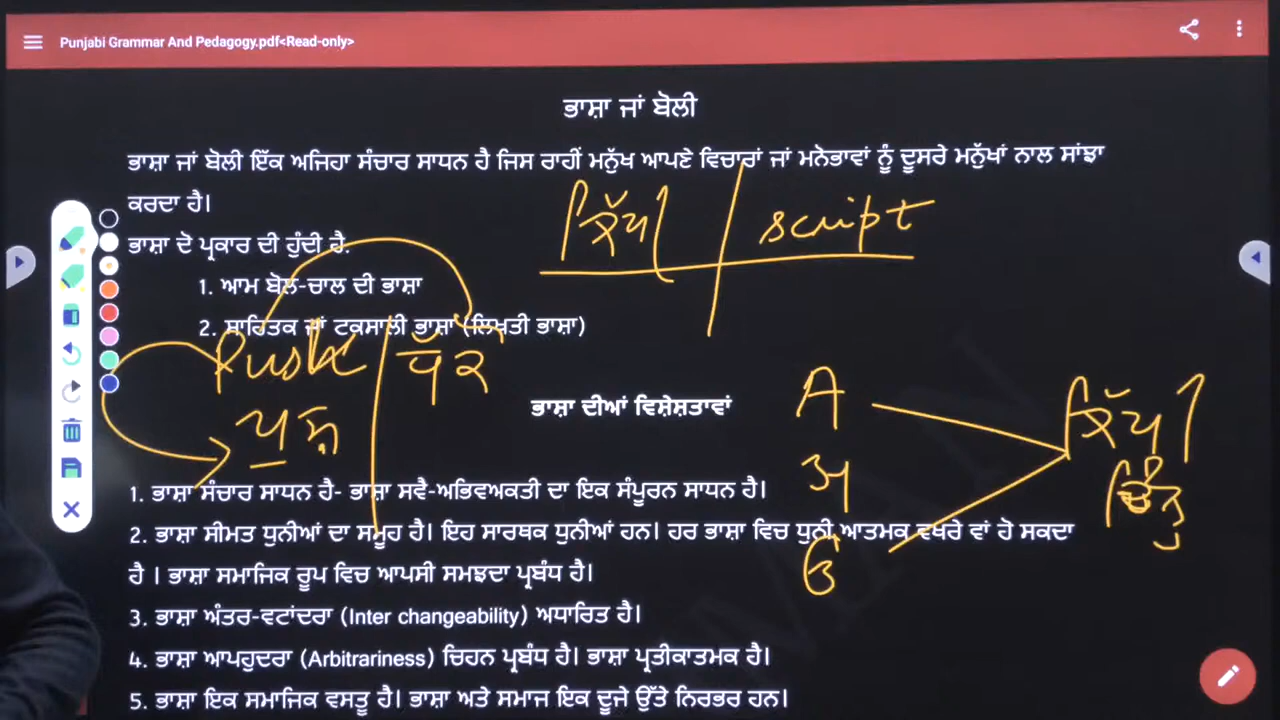 Punjabi Grammar And Pedagogy.pdf<Read-only>
ਭਾਸ਼ਾ ਜਾਂ ਬੋਲੀ
ਭਾਸ਼ਾ ਜਾਂ ਬੋਲੀ ਇੱਕ ਅਜਿਹਾ ਸੰਚਾਰ ਸਾਧਨ ਹੈ ਜਿਸ ਰਾਹੀਂ ਮਨੁੱਖ ਆਪਣੇ ਵਿਚਾਰਾਂ ਜਾਂ ਮਨੋਭਾਵਾਂ ਨੂੰ ਦੂਸਰੇ ਮਨੁੱਖਾਂ ਨਾਲ ਸਾਂਝਾ
ਕਰਦਾ ਹੈ।
script
ਭਾਸ਼ਾ ਦੋ ਪ੍ਰਕਾਰ ਦੀ ਹੁੰਦੀ ਹੈ:
1. ਆਮ ਬੋਲ-ਚਾਲ ਦੀ ਭਾਸ਼ਾ
2. ਸਾਹਿਤਕ ਜਾਂ ਟਕਸਾਲੀ ਭਾਸ਼ਾ (ਲਿਖਤੀ ਭਾਸ਼ਾ)
ਧੱਕ
A
ਭਾਸ਼ਾ ਦੀਆਂ ਵਿਸ਼ੇਸ਼ਤਾਵਾਂ
ਪਸ਼
अ
ਚਿੰਨ੍ਹ
1. ਭਾਸ਼ਾ ਸੰਚਾਰ ਸਾਧਨ ਹੈ- ਭਾਸ਼ਾ ਸਵੈ-ਅਭਿਵਅਕਤੀ ਦਾ ਇਕ ਸੰਪੂਰਨ ਸਾਧਨ ਹੈ।
2. ਭਾਸ਼ਾ ਸੀਮਤ ਧੁਨੀਆਂ ਦਾ ਸਮੂਹ ਹੈ। ਇਹ ਸਾਰਥਕ ਧੁਨੀਆਂ ਹਨ। ਹਰ ਭਾਸ਼ਾ ਵਿਚ ਧੁਨੀ ਆਤਮਕ ਵਖਰੇ ਵਾਂ ਹੋ ਸਕਦਾ
ੳ
ਹੈ । ਭਾਸ਼ਾ ਸਮਾਜਿਕ ਰੂਪ ਵਿਚ ਆਪਸੀ ਸਮਝਦਾ ਪ੍ਰਬੰਧ ਹੈ।
3. ਭਾਸ਼ਾ ਅੰਤਰ-ਵਟਾਂਦਰਾ (Inter changeability) ਅਧਾਰਿਤ ਹੈ।
4. ਭਾਸ਼ਾ ਆਪਹੁਦਰਾ (Arbitrariness) ਚਿਹਨ ਪ੍ਰਬੰਧ ਹੈ। ਭਾਸ਼ਾ ਪ੍ਰਤੀਕਾਤਮਕ ਹੈ।
5. ਭਾਸ਼ਾ ਇਕ ਸਮਾਜਿਕ ਵਸਤੂ ਹੈ। ਭਾਸ਼ਾ ਅਤੇ ਸਮਾਜ ਇਕ ਦੂਜੇ ਉੱਤੇ ਨਿਰਭਰ ਹਨ।